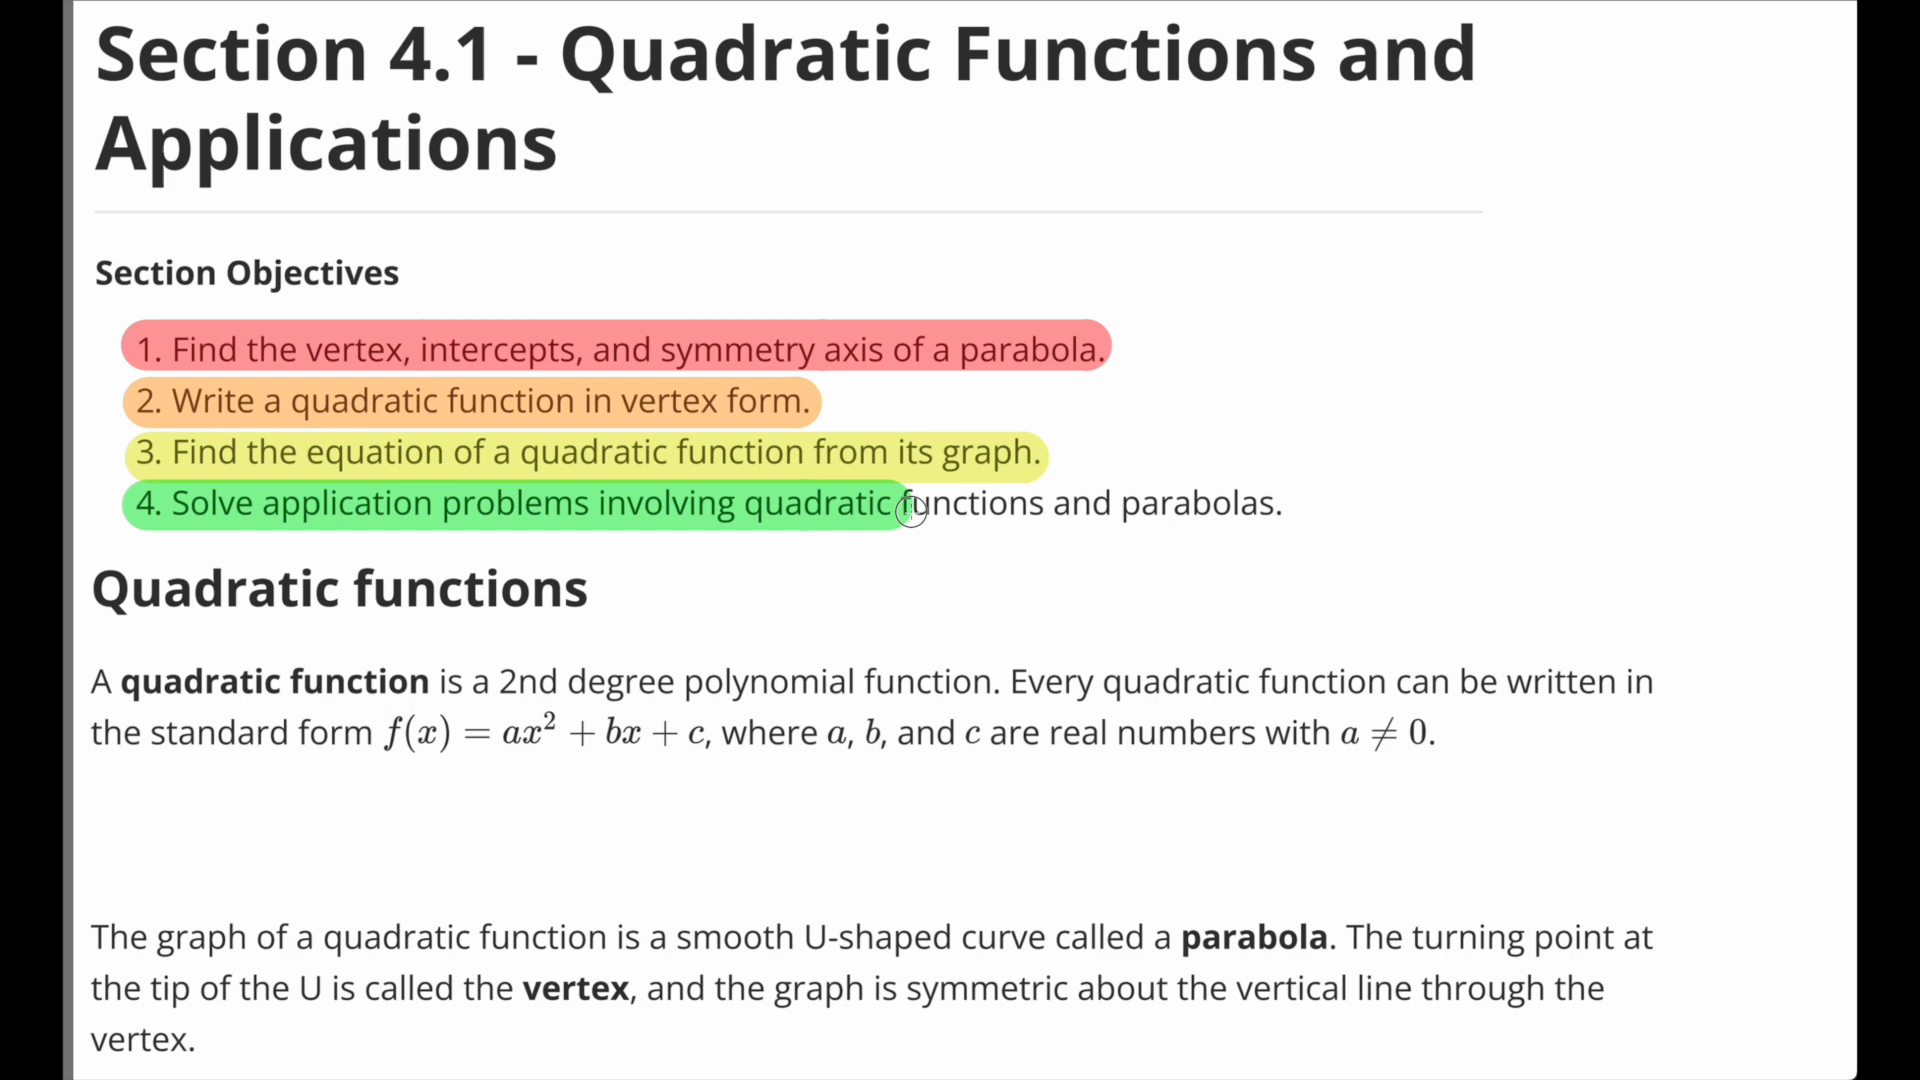 Section 4.1 - Quadratic Functions and
Applications
Section Objectives
1. Find the vertex, intercepts, and symmetry axis of a parabola.
2. Write a quadratic function in vertex form.
3. Find the equation of a quadratic function from its graph.
4. Solve application problems involving quadratic functions and parabolas.
Quadratic functions
A quadratic function is a 2nd degree polynomial function. Every quadratic function can be written in
the standard form f(x) = ax² + bx + c, where a, b, and c are real numbers with a ≠ 0.
The graph of a quadratic function is a smooth U-shaped curve called a parabola. The turning point at
the tip of the U is called the vertex, and the graph is symmetric about the vertical line through the
vertex.